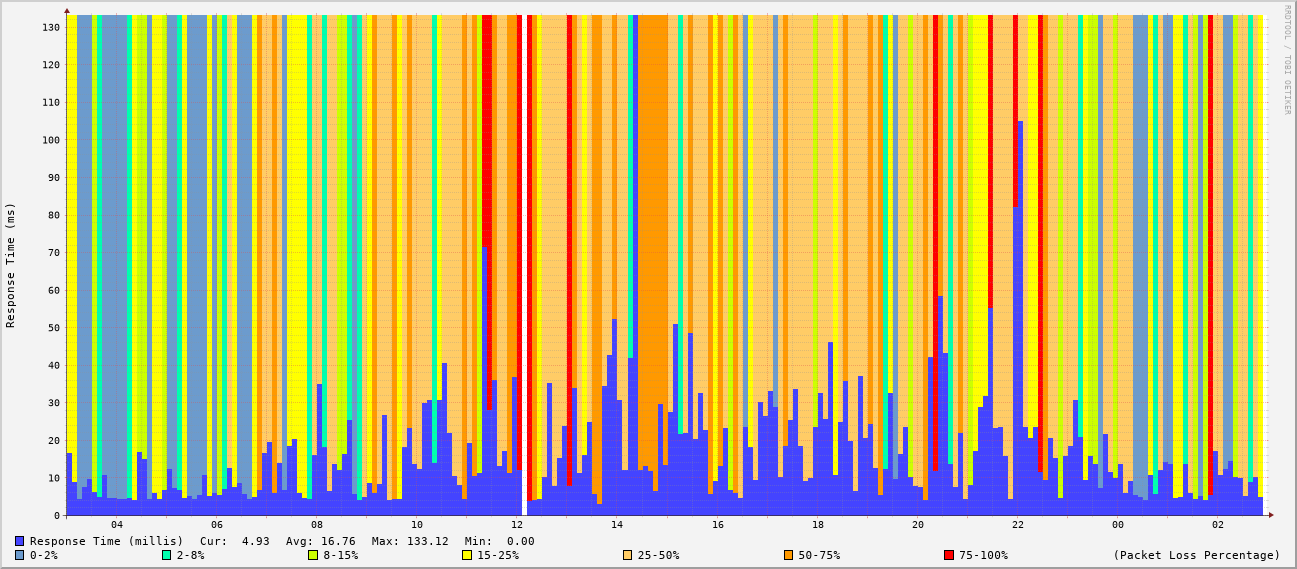 RRDTOOL / TOBI OETIKER
Response Time (ms)
130
120
110
100
90
80
70
60
50
40
30
20
10
0
04 06 08 10 12 14 16 18 20 22 00 02
Response Time (millis) Cur: 4.93 Avg: 16.76 Max: 133.12 Min: 0.00
0-2% 2-8% 8-15% 15-25% 25-50% 50-75% 75-100% (Packet Loss Percentage)